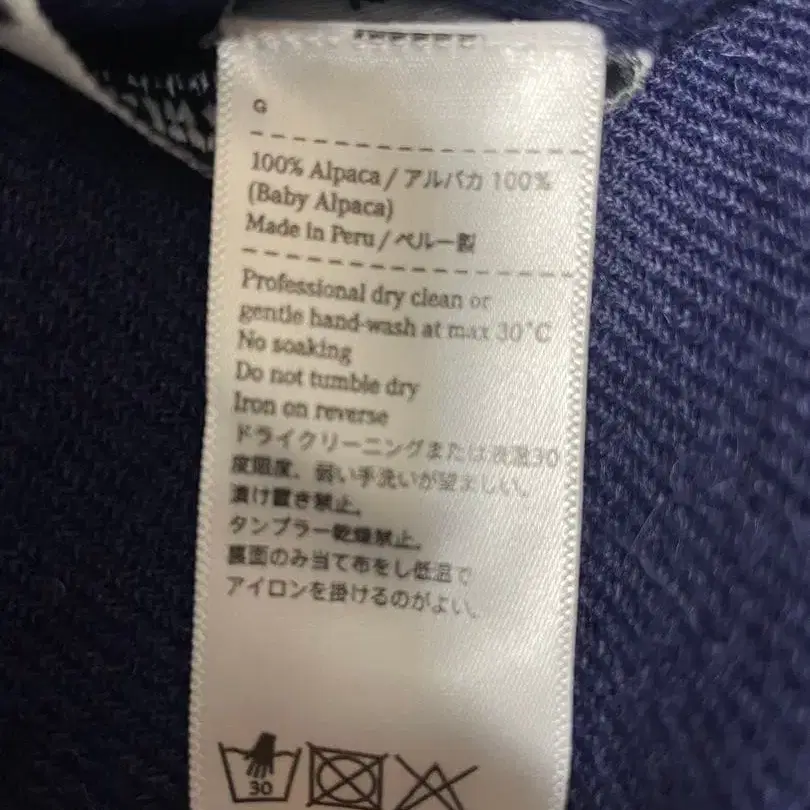 G
100% Alpaca / アルパカ 100%
(Baby Alpaca)
Made in Peru / ペルー製
Professional dry clean or
gentle hand-wash at max 30°C
No soaking
Do not tumble dry
Iron on reverse
ドライクリーニングまたは液温30
度限度、弱い手洗いが望ましい。
漬け置き禁止。
タンブラー乾燥禁止。
裏面のみ当て布をし低温で
アイロンを掛けるのがよい。
30